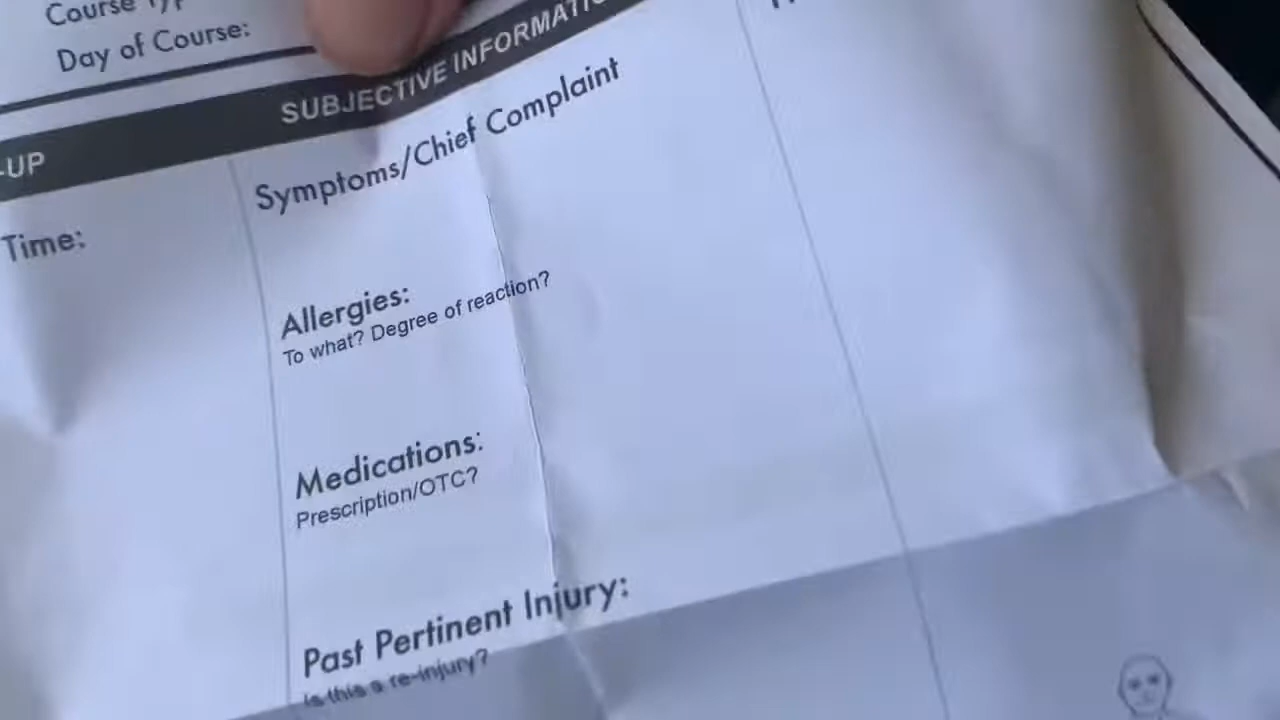 Course
Day of Course:
SUBJECTIVE
-UP
Symptoms/Chief Complaint
Time:
Allergies:
To what? Degree of reaction?
Medications:
Prescription/OTC?
Past Pertinent Injury:
Is this a re-injury?